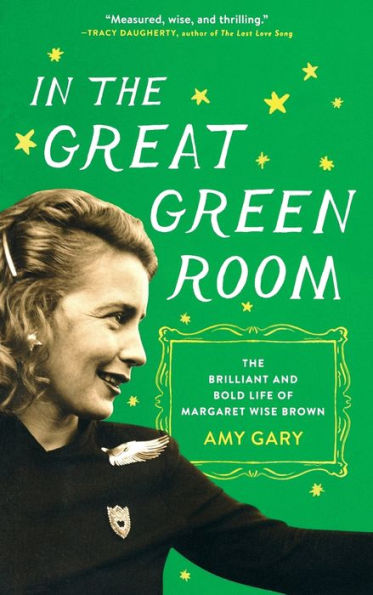 "Measured, wise, and thrilling."
—TRACY DAUGHERTY, author of The Last Love Song
IN THE
GREAT
GREEN
ROOM
THE
BRILLIANT AND
BOLD LIFE OF
MARGARET WISE BROWN
AMY GARY